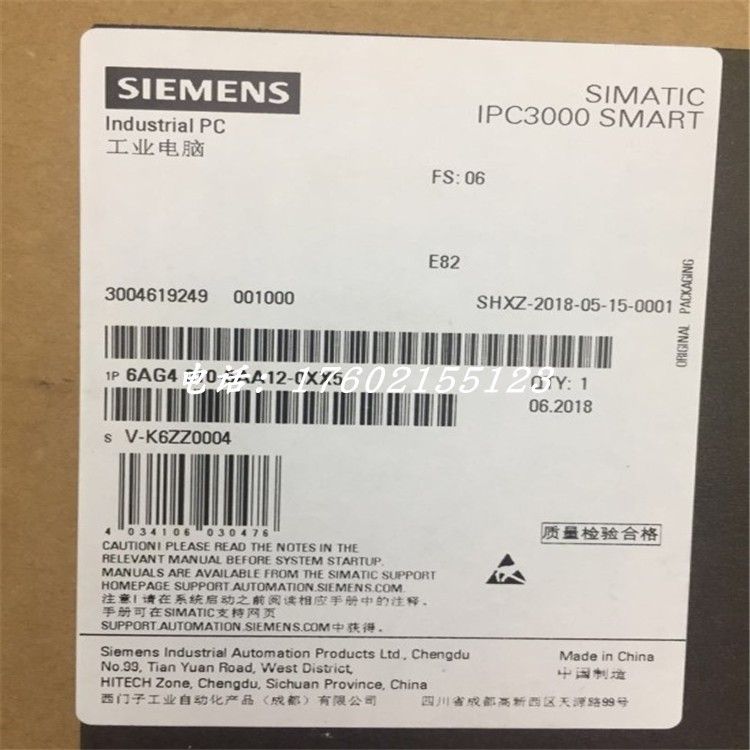 SIEMENS
SIMATIC
IPC3000 SMART
Industrial PC
工业电脑
FS: 06
E82
3004619249 001000
SHXZ-2018-05-15-0001
ORIGINAL PACKAGING
电话:17602155123
1P 6AG4
QTY: 1
06.2018
S V-K6ZZ0004
4 034106 030476
质量检验合格
CAUTION! PLEASE READ THE NOTES IN THE
RELEVANT MANUAL BEFORE SYSTEM STARTUP.
MANUALS ARE AVAILABLE FROM THE SIMATIC SUPPORT
HOMEPAGE SUPPORT.AUTOMATION.SIEMENS.COM.
注意!请在系统启动之前阅读相应手册中的注释。
手册可在SIMATIC支持网页
SUPPORT.AUTOMATION.SIEMENS.COM中获得。
Siemens Industrial Automation Products Ltd., Chengdu
No.99, Tian Yuan Road, West District,
HITECH Zone, Chengdu, Sichuan Province, China
Made in China
中国制造
西门子工业自动化产品（成都）有限公司
四川省成都高新西区天源路99号